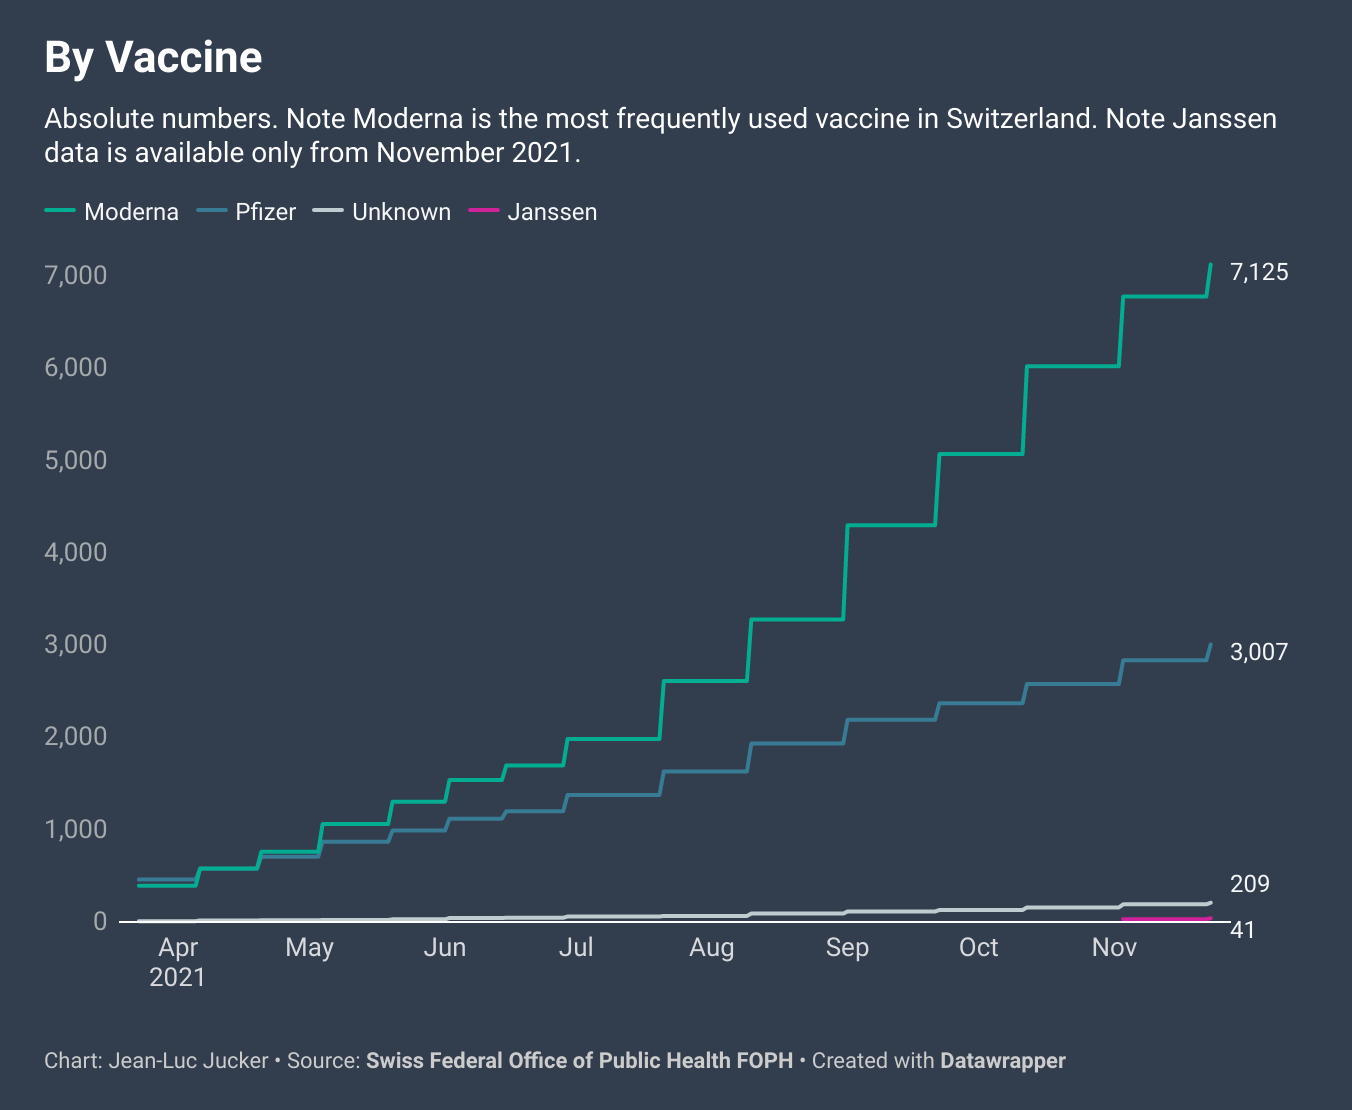 By Vaccine
Absolute numbers. Note Moderna is the most frequently used vaccine in Switzerland. Note Janssen
data is available only from November 2021.
Moderna Pfizer Unknown Janssen
7,000
7,125
6,000
5,000
4,000
3,000
3,007
2,000
1,000
209
0
41
Apr May Jun Jul Aug Sep Oct Nov
2021
Chart: Jean-Luc Jucker • Source: Swiss Federal Office of Public Health FOPH • Created with Datawrapper